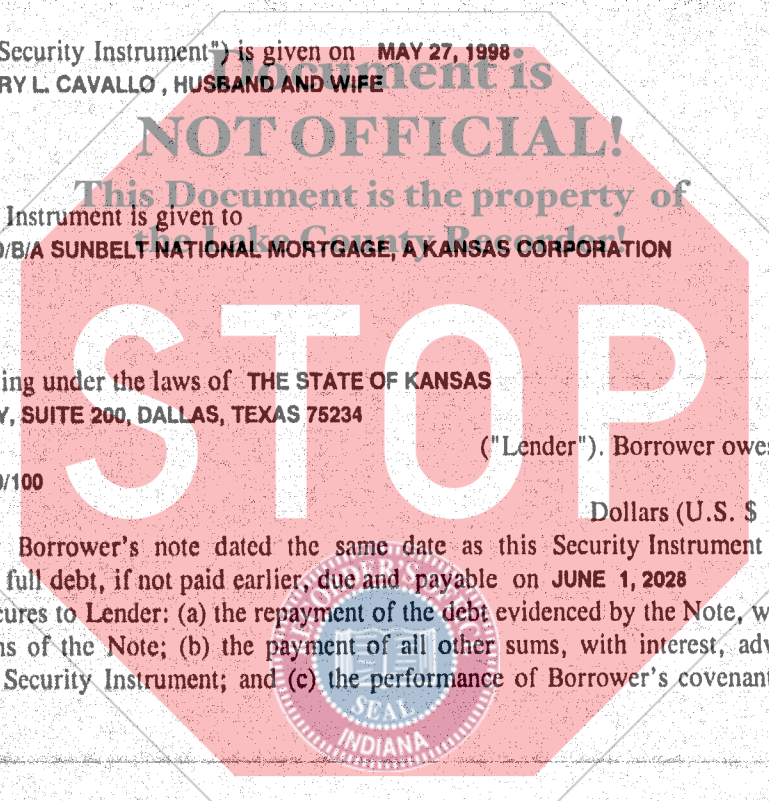 Security Instrument") is given on MAY 27, 1998
Document is
RY L. CAVALLO , HUSBAND AND WIFE
NOT OFFICIAL!
This Document is the property of
Instrument is given to
the Lake County Recorder!
D/B/A SUNBELT NATIONAL MORTGAGE, A KANSAS CORPORATION
STOP
ing under the laws of THE STATE OF KANSAS
Y, SUITE 200, DALLAS, TEXAS 75234
("Lender"). Borrower owes
0/100
Dollars (U.S. $
Borrower's note dated the same date as this Security Instrument
full debt, if not paid earlier, due and payable on JUNE 1, 2028
cures to Lender: (a) the repayment of the debt evidenced by the Note, w
ns of the Note; (b) the payment of all other sums, with interest, adv
Security Instrument; and (c) the performance of Borrower's covenant
RECORDER'S
SEAL
INDIANA